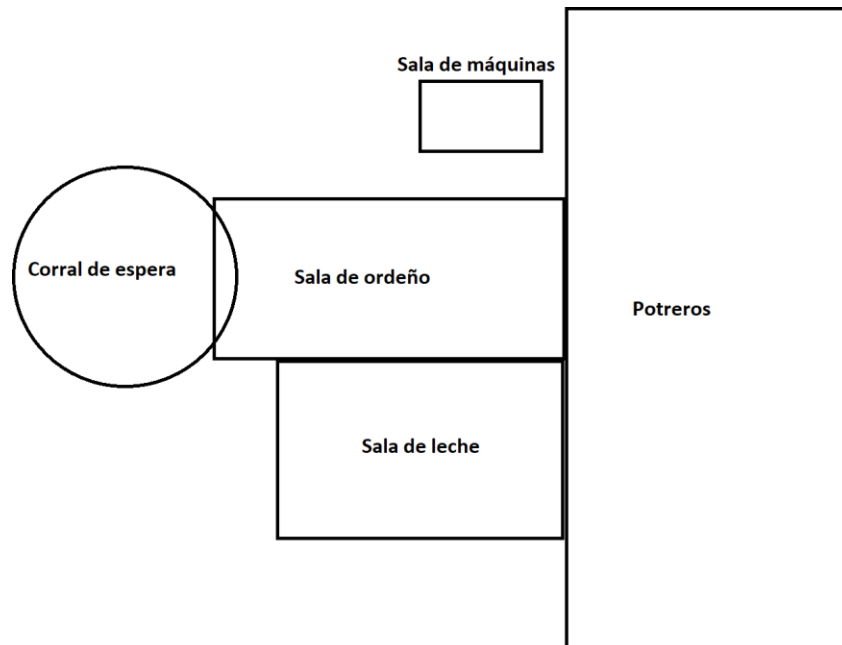 Sala de máquinas
Corral de espera
Sala de ordeño
Potreros
Sala de leche